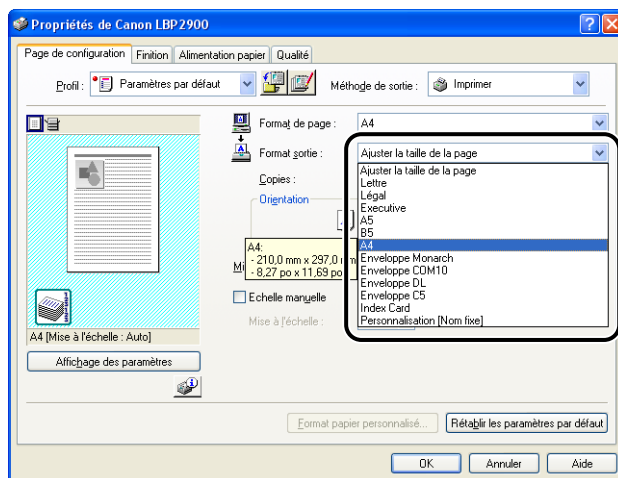 Propriétés de Canon LBP2900
Page de configuration Finition Alimentation papier Qualité
Profil : Paramètres par défaut Méthode de sortie : Imprimer
Format de page : A4
Format sortie : Ajuster la taille de la page
Ajuster la taille de la page
Copies :
Lettre
Légal
Orientation
Executive
A5
B5
A4
A4:
- 210,0 mm x 297,0 mm
- 8,27 po x 11,69 po
Enveloppe Monarch
Enveloppe COM10
Enveloppe DL
Enveloppe C5
Index Card
Personnalisation [Nom fixe]
Echelle manuelle
Mise à l'échelle :
A4 [Mise à l'échelle : Auto]
Affichage des paramètres
Format papier personnalisé... Rétablir les paramètres par défaut
OK Annuler Aide